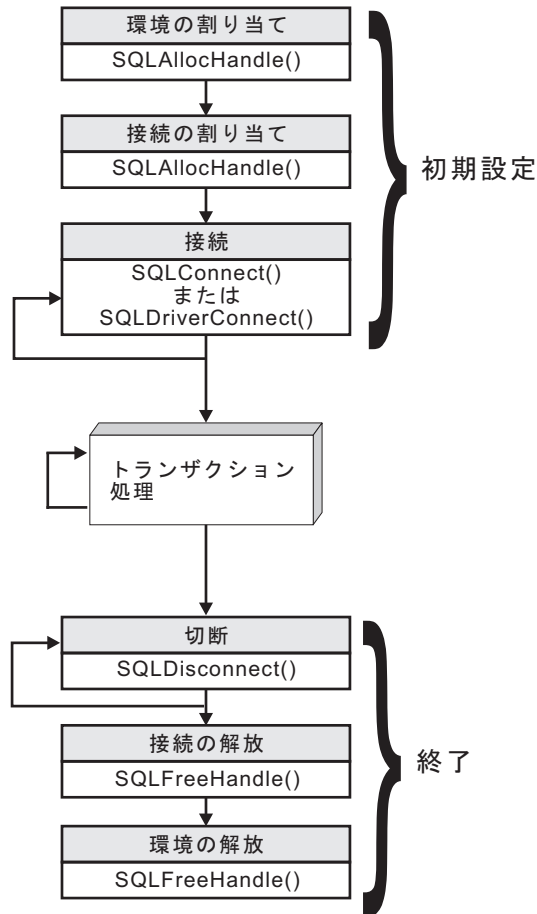 環境の割り当て
SQLAllocHandle()
接続の割り当て
SQLAllocHandle()
初期設定
接続
SQLConnect()
または
SQLDriverConnect()
トランザクション
処理
切断
SQLDisconnect()
接続の解放
SQLFreeHandle()
終了
環境の解放
SQLFreeHandle()